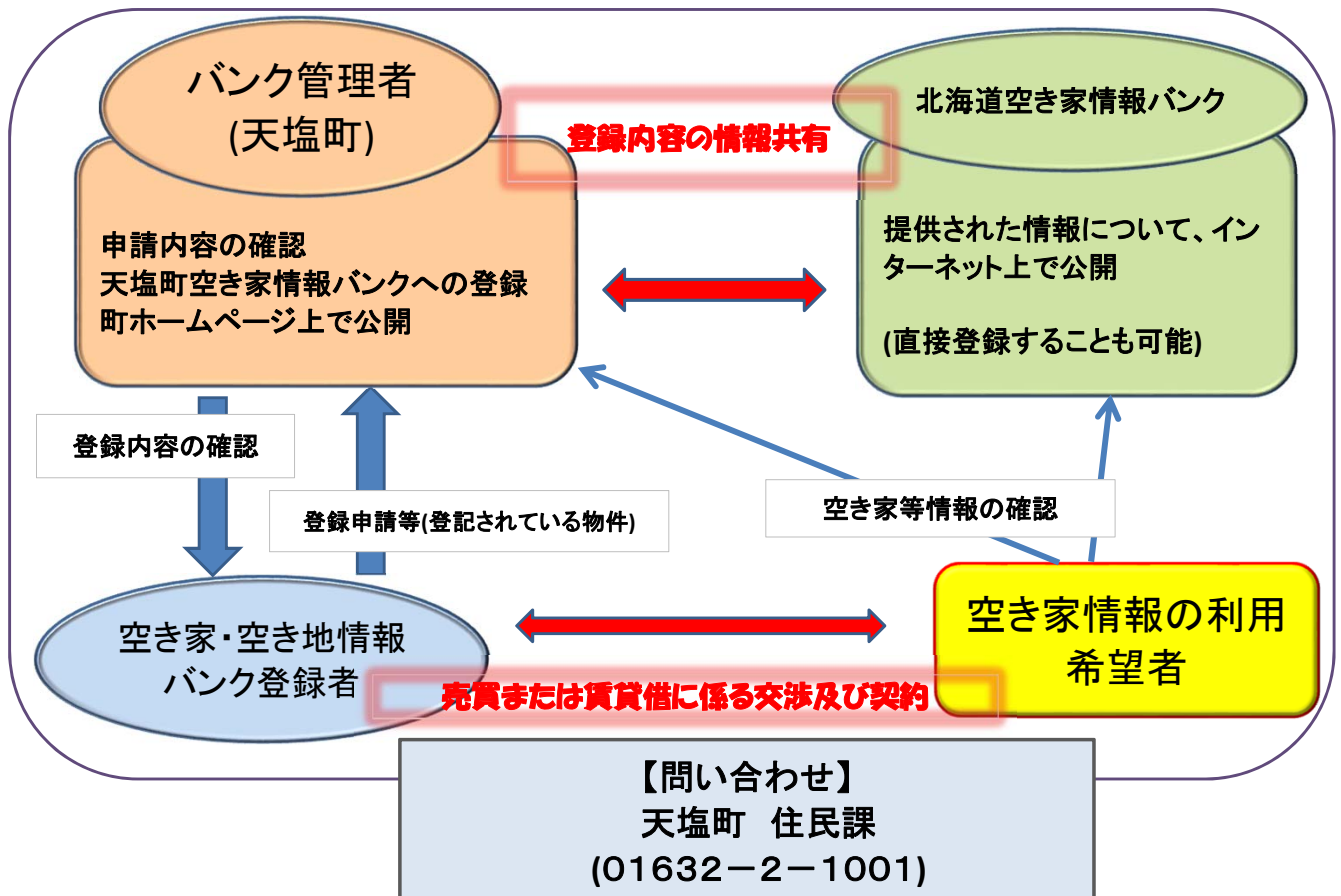 バンク管理者
(天塩町)
申請内容の確認
天塩町空き家情報バンクへの登録
町ホームページ上で公開
登録内容の情報共有
北海道空き家情報バンク
提供された情報について、イン
ターネット上で公開
(直接登録することも可能)
登録内容の確認
登録申請等(登記されている物件)
空き家等情報の確認
空き家・空き地情報
バンク登録者
売買または賃貸借に係る交渉及び契約
空き家情報の利用
希望者
【問い合わせ】
天塩町　住民課
(01632－2－1001)